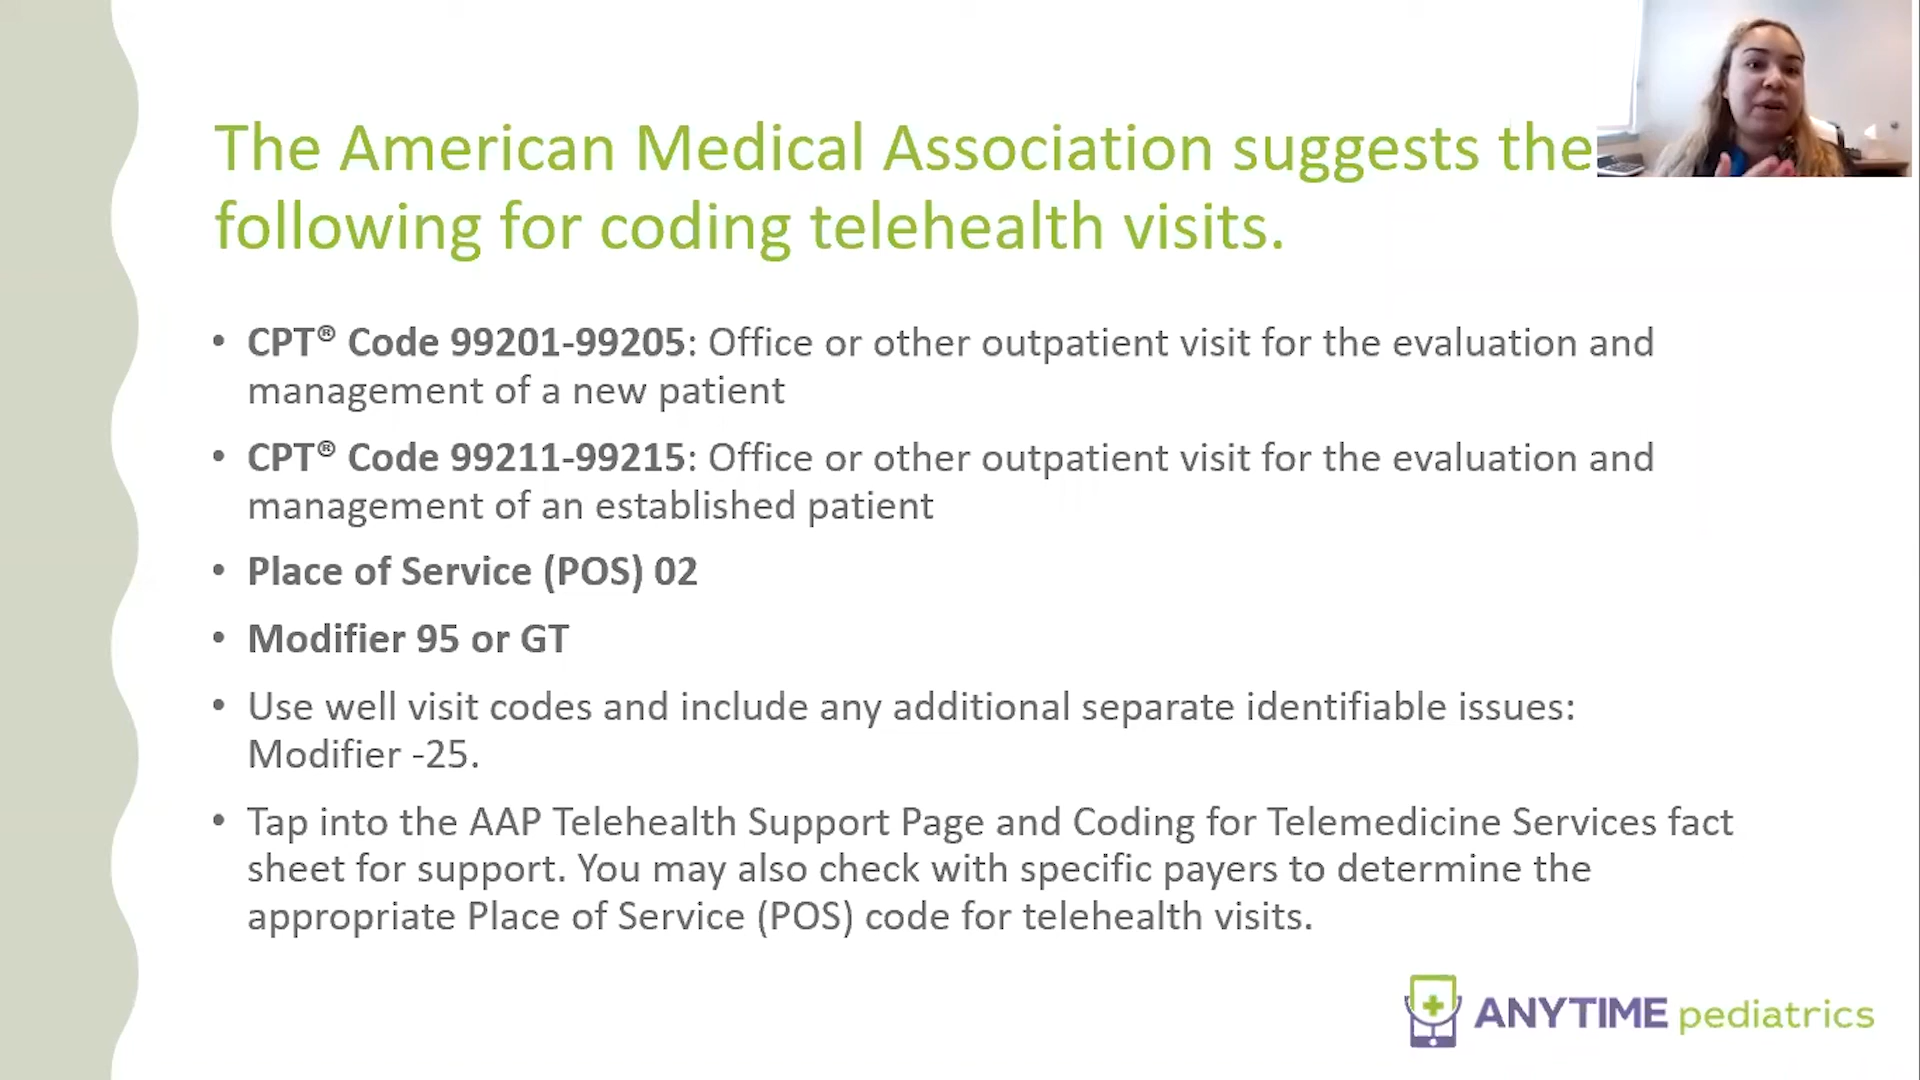 The American Medical Association suggests the
following for coding telehealth visits.
• CPT® Code 99201-99205: Office or other outpatient visit for the evaluation and
management of a new patient
• CPT® Code 99211-99215: Office or other outpatient visit for the evaluation and
management of an established patient
• Place of Service (POS) 02
• Modifier 95 or GT
• Use well visit codes and include any additional separate identifiable issues:
Modifier -25.
• Tap into the AAP Telehealth Support Page and Coding for Telemedicine Services fact
sheet for support. You may also check with specific payers to determine the
appropriate Place of Service (POS) code for telehealth visits.
ANYTIME pediatrics